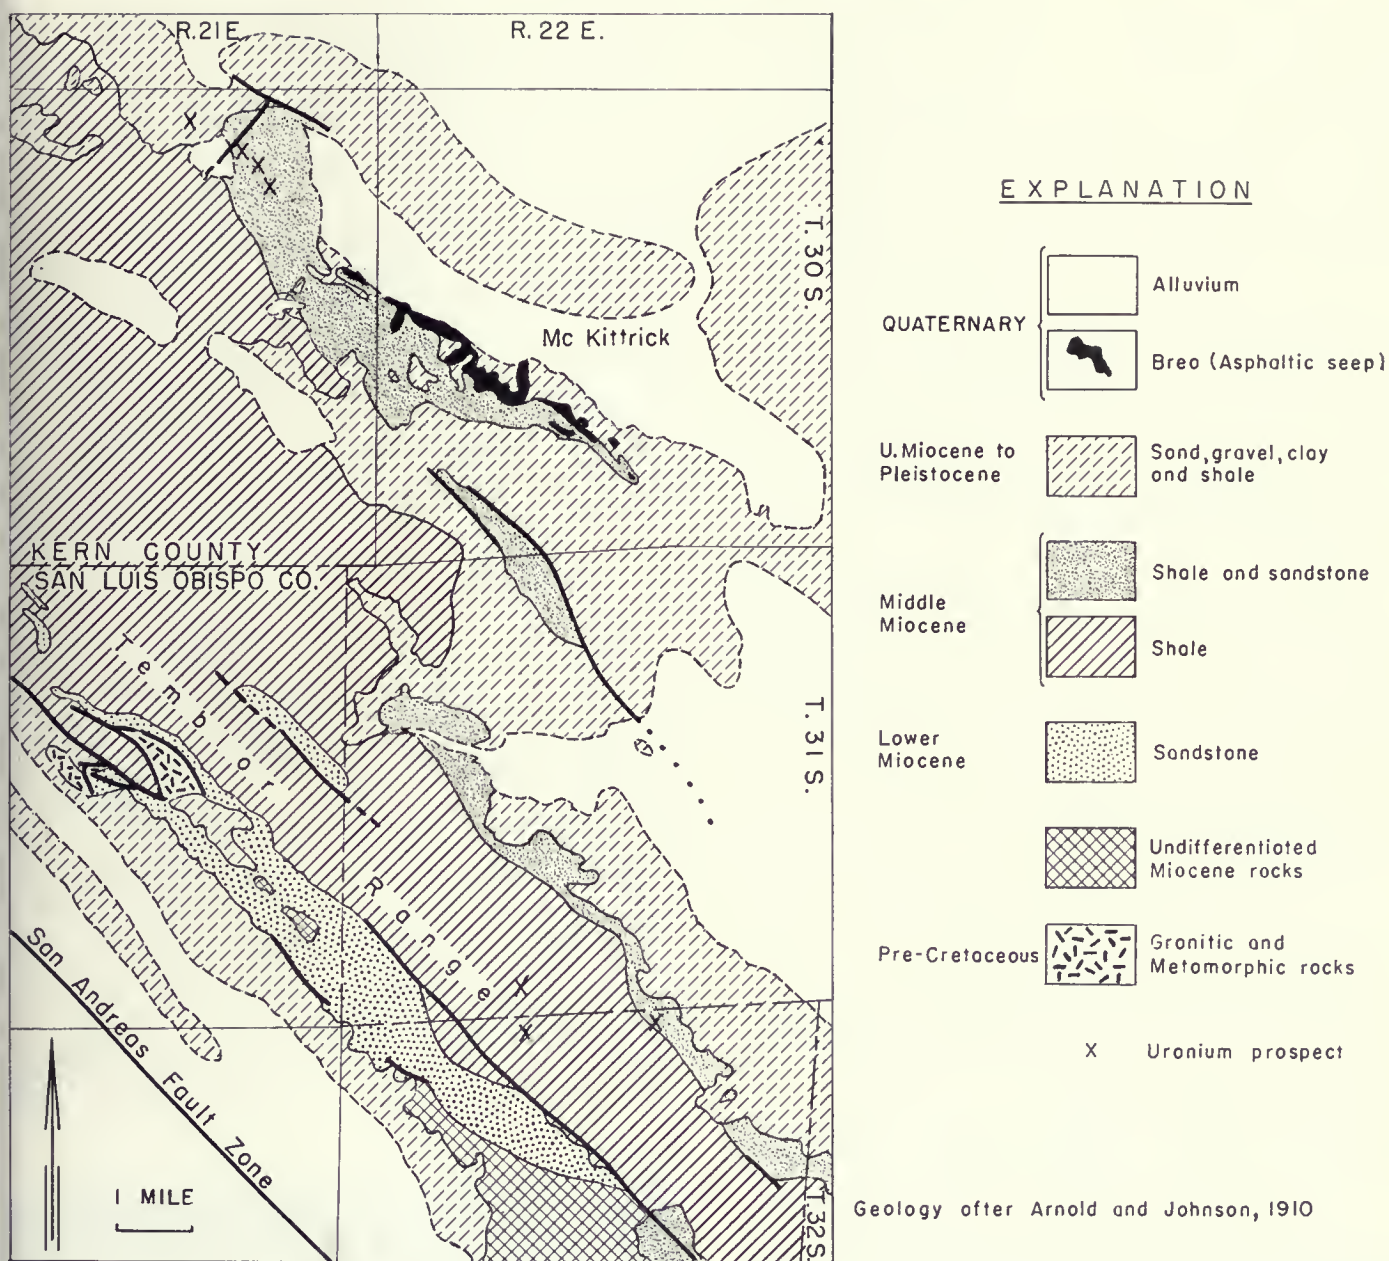 R.21 E.
R. 22 E.
T. 30 S.
Mc Kittrick
KERN COUNTY
SAN LUIS OBISPO CO.
Temblor
Range
T. 31 S.
San Andreas Fault Zone
1 MILE
T.32S.
EXPLANATION
QUATERNARY
Alluvium
Brea (Asphaltic seep)
U. Miocene to
Pleistocene
Sand, gravel, clay
and shale
Middle
Miocene
Shale and sandstone
Shale
Lower
Miocene
Sandstone
Undifferentiated
Miocene rocks
Pre-Cretaceous
Granitic and
Metamorphic rocks
X Uranium prospect
Geology after Arnold and Johnson, 1910